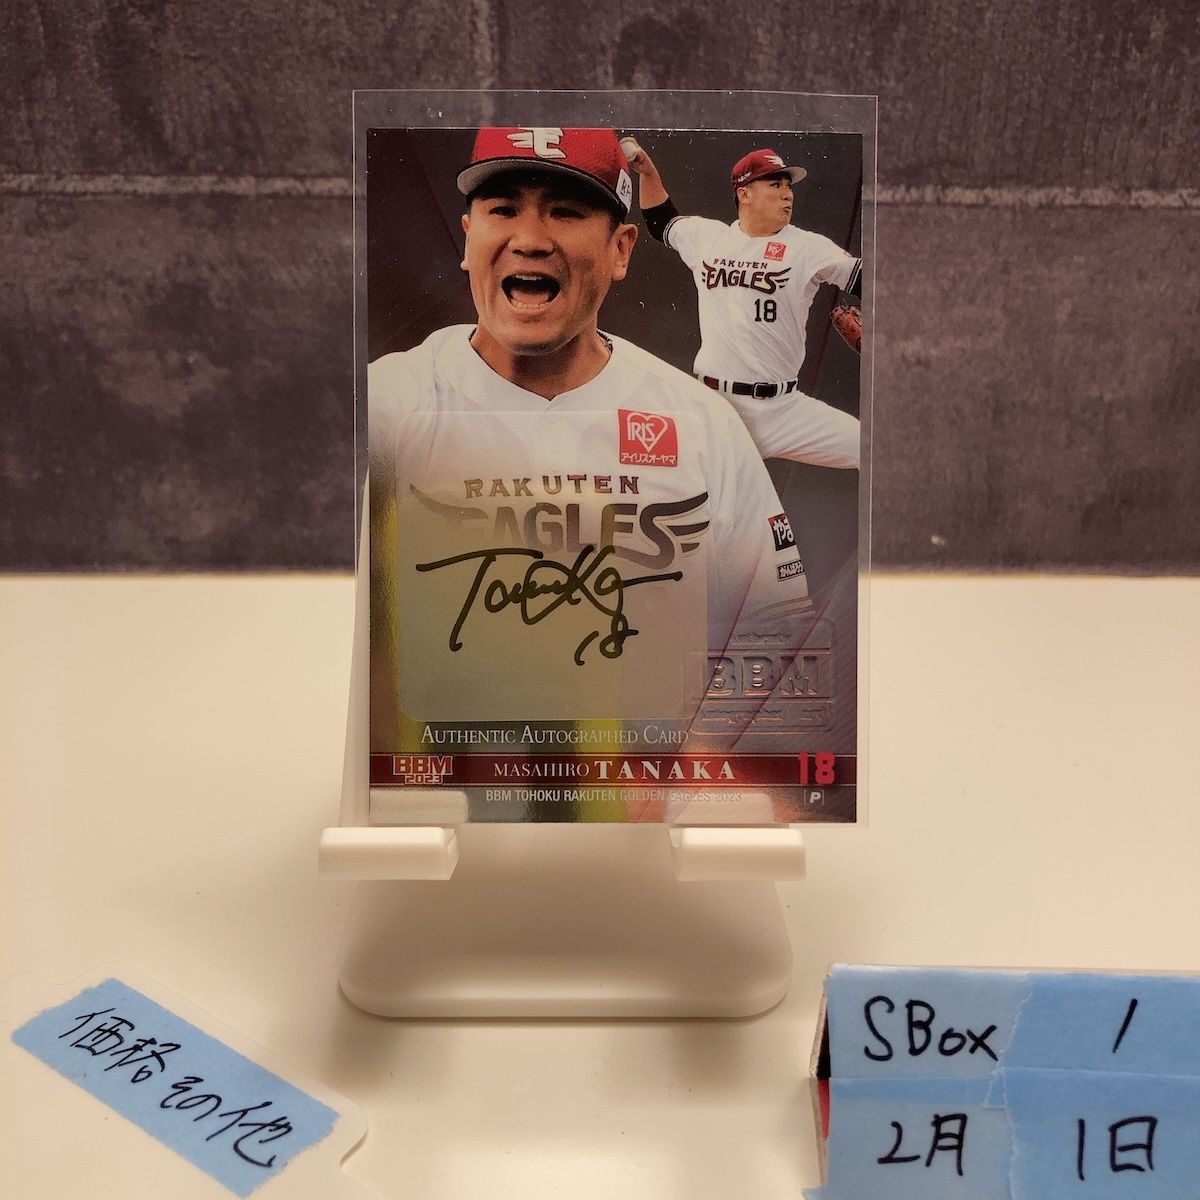 RAKUTEN
EAGLES
18
IRIS
アイリスオーヤマ
RAKUTEN
EAGLES
Tanaka
18
BBM
AUTHENTIC AUTOGRAPHED CARD
BBM
2023
MASAHIRO TANAKA
18
BBM TOHOKU RAKUTEN GOLDEN EAGLES 2023
P
価格その他
SBox 1
2月 1日